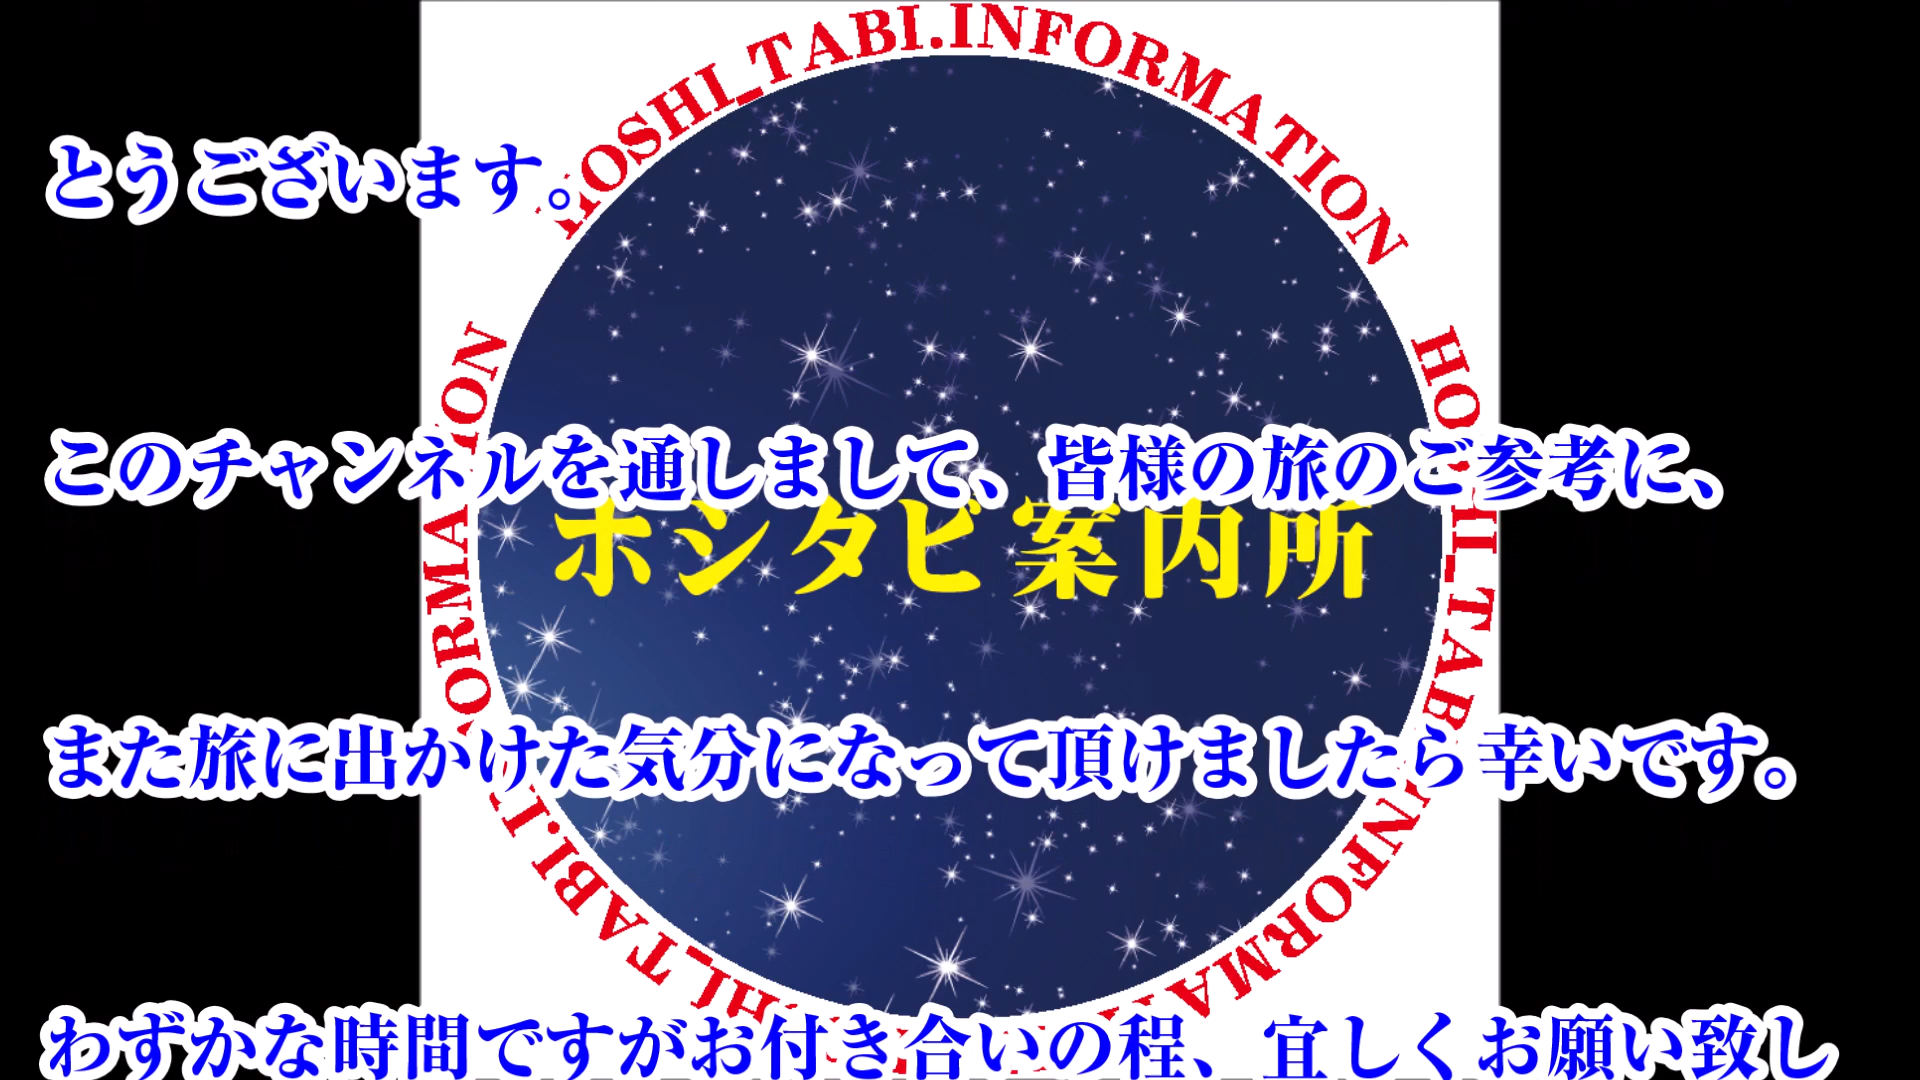 HOSHI_TABI.INFORMATION
とうございます。
このチャンネルを通しまして、皆様の旅のご参考に、
ホシタビ案内所
また旅に出かけた気分になって頂けましたら幸いです。
わずかな時間ですがお付き合いの程、宜しくお願い致し